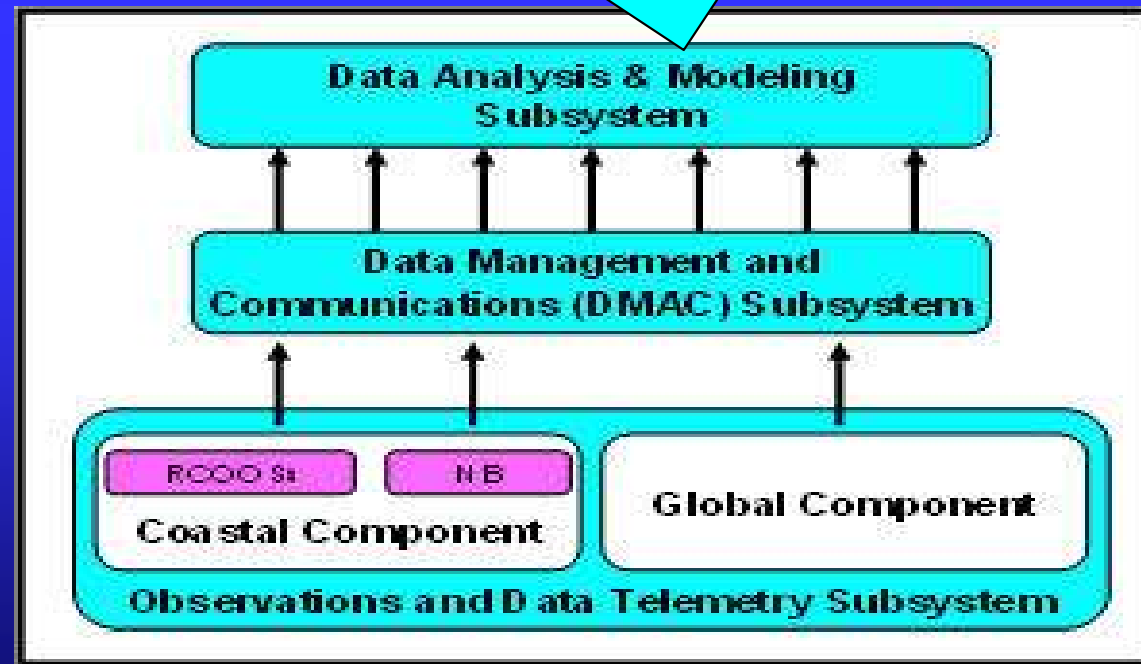 Data Analysis & Modeling
Subsystem
Data Management and
Communications (DMAC) Subsystem
RCOOSs
NB
Coastal Component
Global Component
Observations and Data Telemetry Subsystem